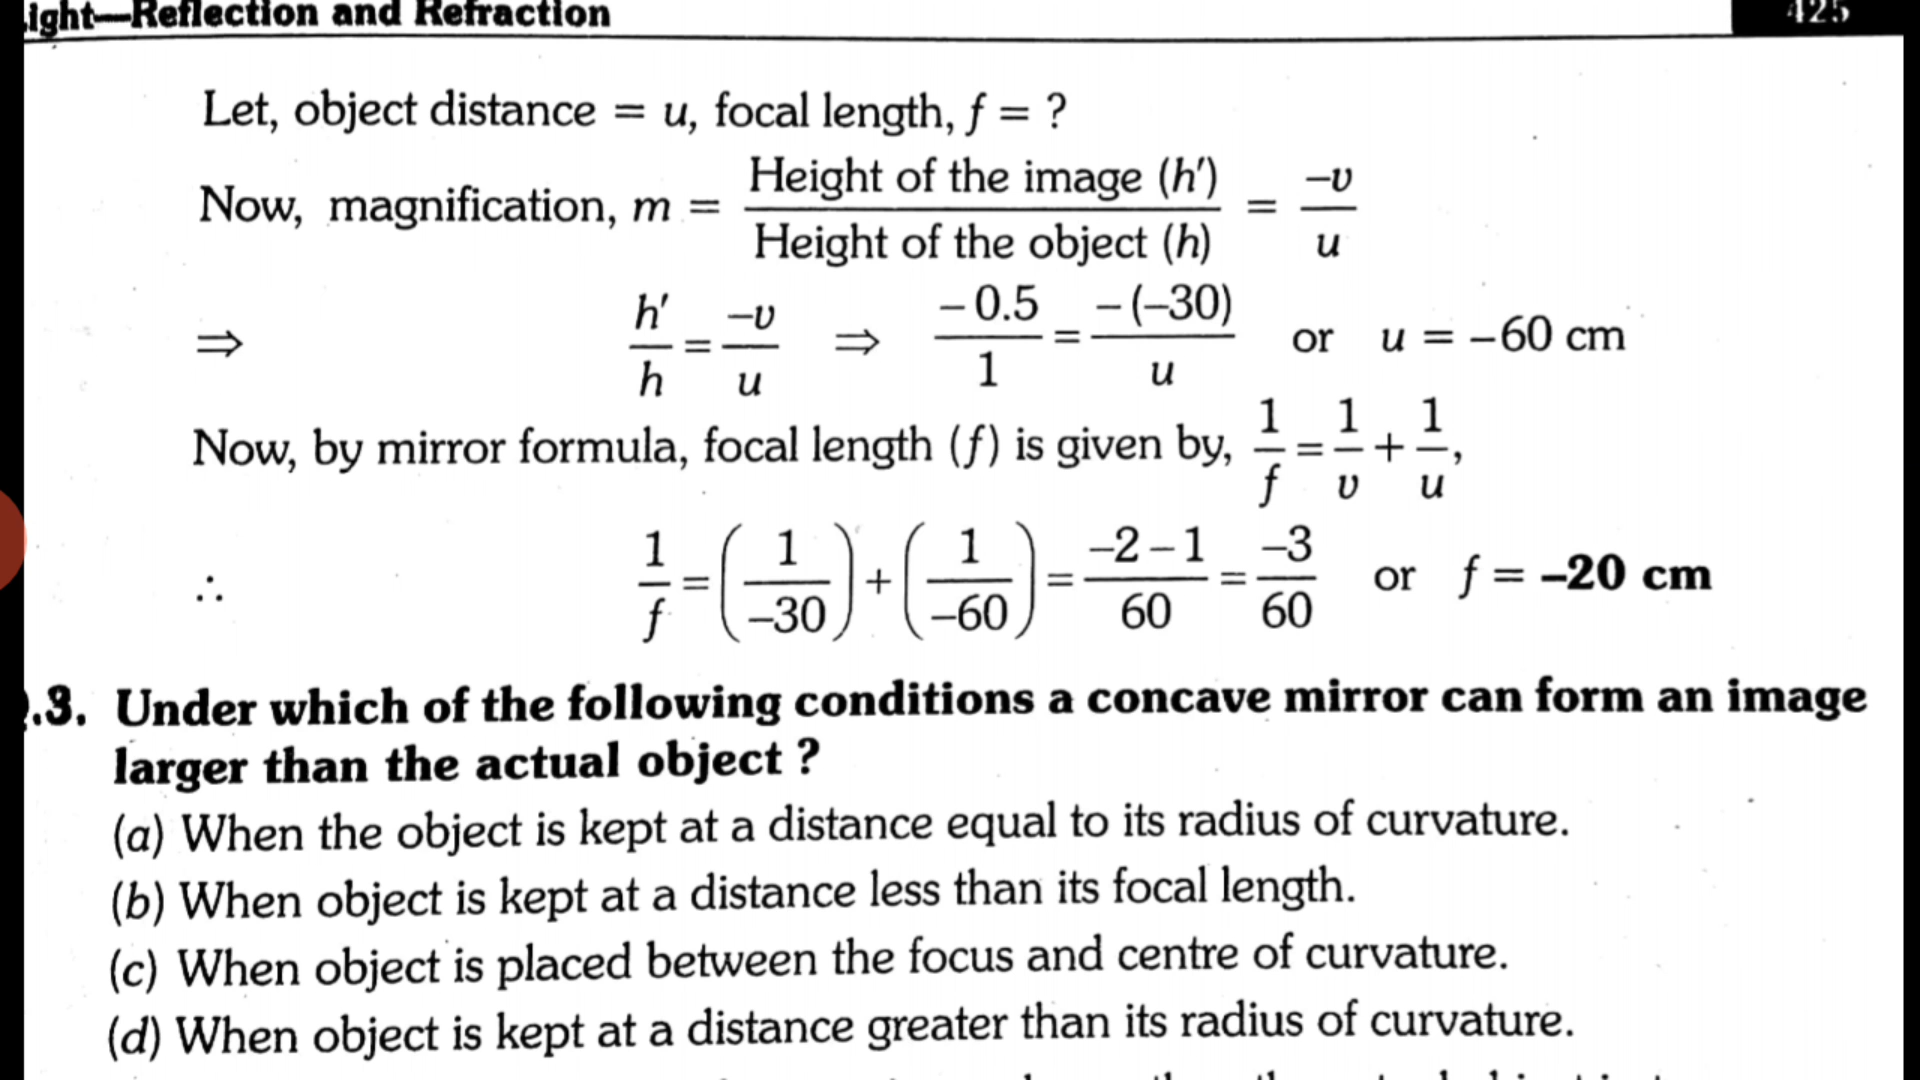 ight—Reflection and Refraction 425
Let, object distance = u, focal length, f = ?
Now, magnification, m = Height of the image (h′) / Height of the object (h) = –v / u
⇒ h′ / h = –v / u ⇒ – 0.5 / 1 = – (–30) / u or u = –60 cm
Now, by mirror formula, focal length (f) is given by, 1 / f = 1 / v + 1 / u,
∴ 1 / f = (1 / –30) + (1 / –60) = –2 – 1 / 60 = –3 / 60 or f = –20 cm
.3. Under which of the following conditions a concave mirror can form an image
larger than the actual object ?
(a) When the object is kept at a distance equal to its radius of curvature.
(b) When object is kept at a distance less than its focal length.
(c) When object is placed between the focus and centre of curvature.
(d) When object is kept at a distance greater than its radius of curvature.